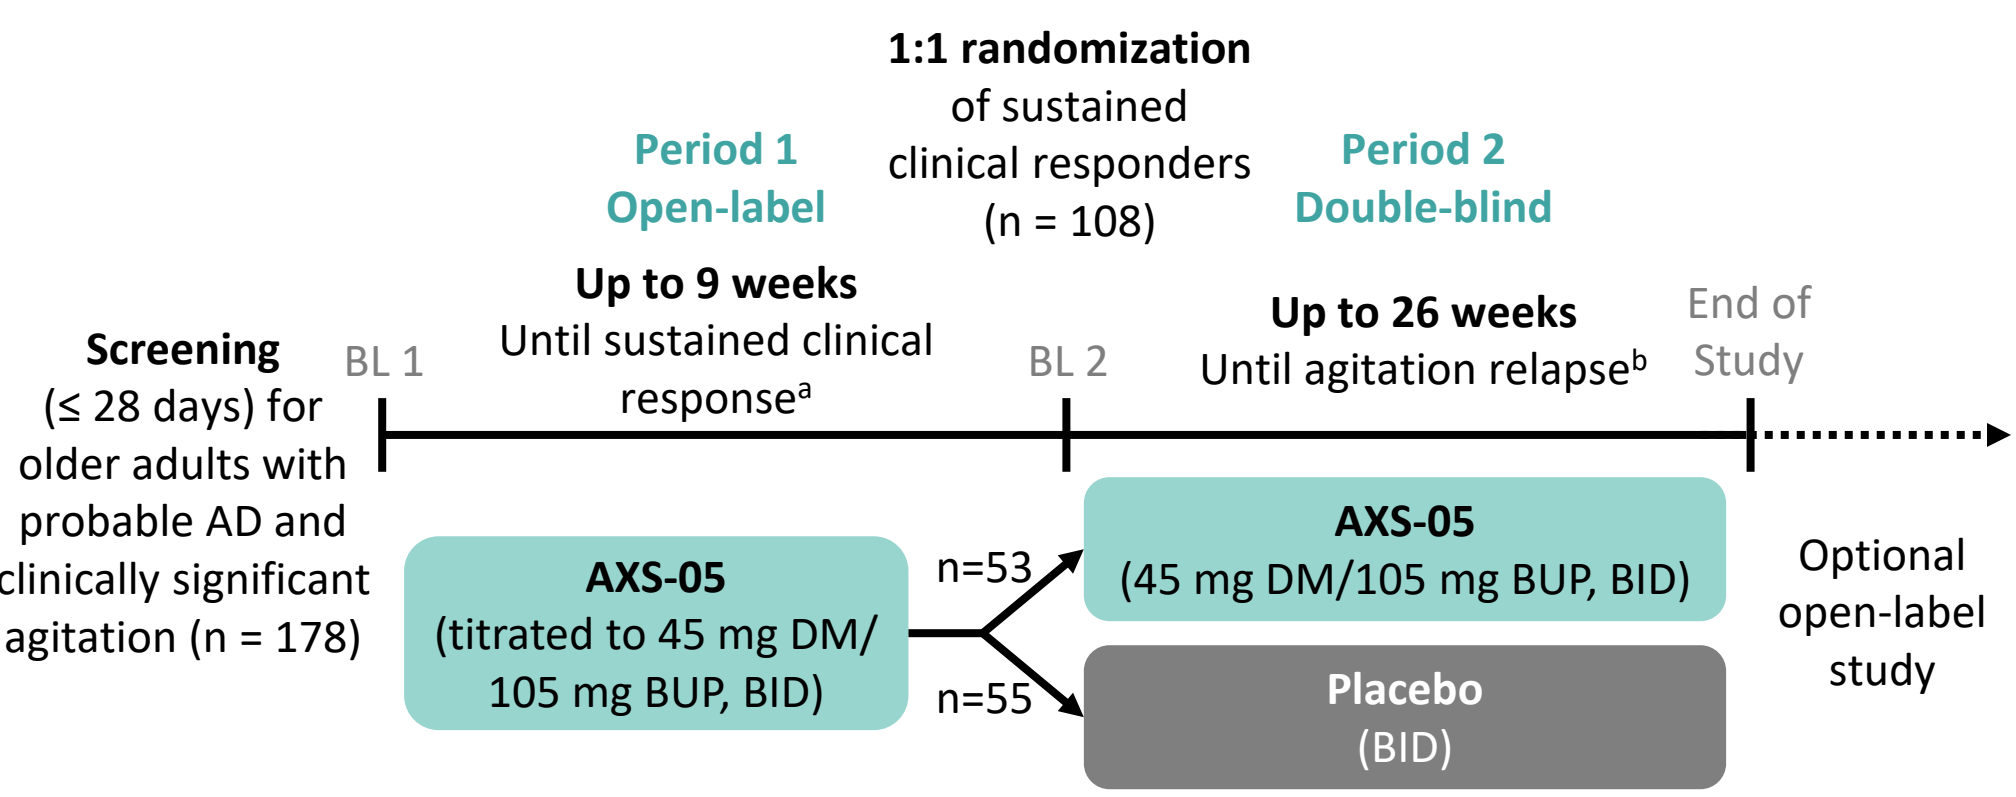 1:1 randomization
of sustained
clinical responders
(n = 108)
Period 1
Open-label
Period 2
Double-blind
Up to 9 weeks
Until sustained clinical
responseᵃ
Up to 26 weeks
Until agitation relapseᵇ
End of
Study
Screening
(≤ 28 days) for
older adults with
probable AD and
clinically significant
agitation (n = 178)
BL 1
BL 2
AXS-05
(titrated to 45 mg DM/
105 mg BUP, BID)
n=53
n=55
AXS-05
(45 mg DM/105 mg BUP, BID)
Placebo
(BID)
Optional
open-label
study